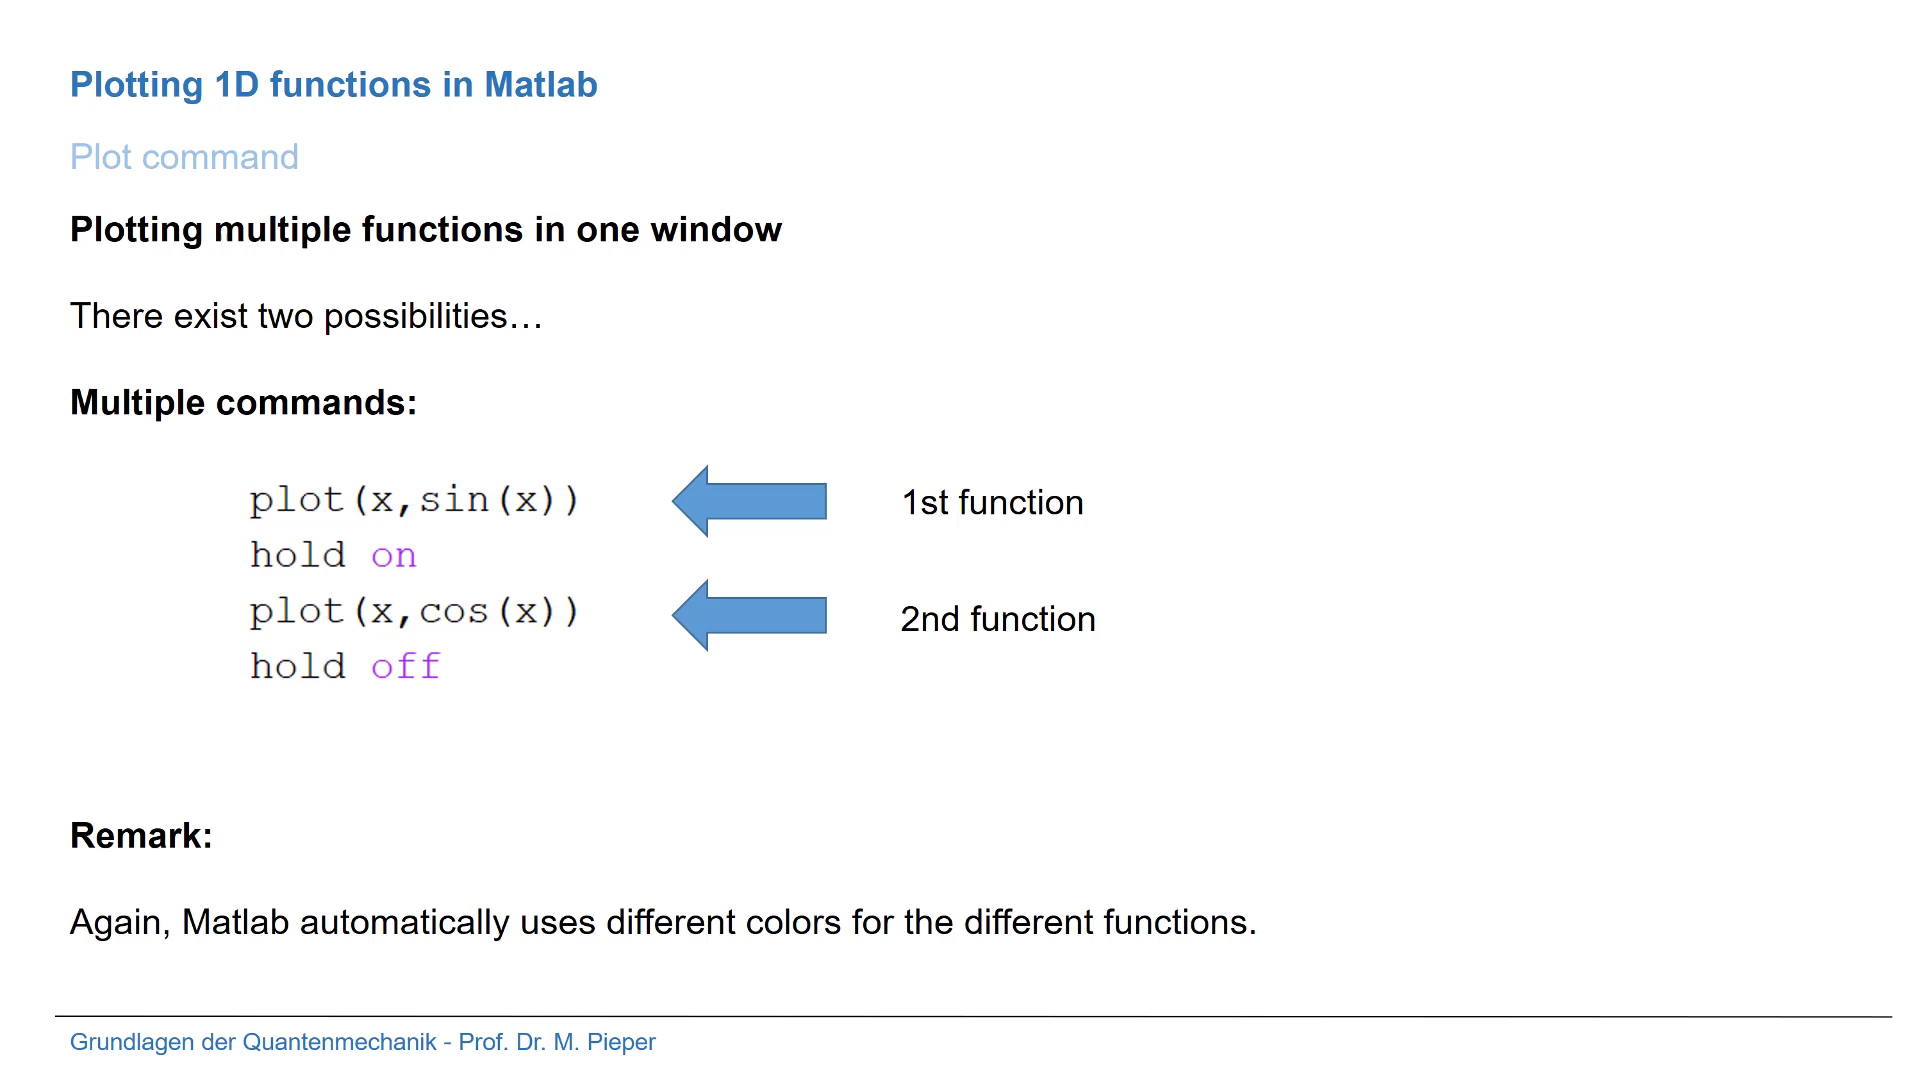 Plotting 1D functions in Matlab
Plot command
Plotting multiple functions in one window
There exist two possibilities…
Multiple commands:
plot(x,sin(x))
1st function
hold on
plot(x,cos(x))
2nd function
hold off
Remark:
Again, Matlab automatically uses different colors for the different functions.
Grundlagen der Quantenmechanik - Prof. Dr. M. Pieper